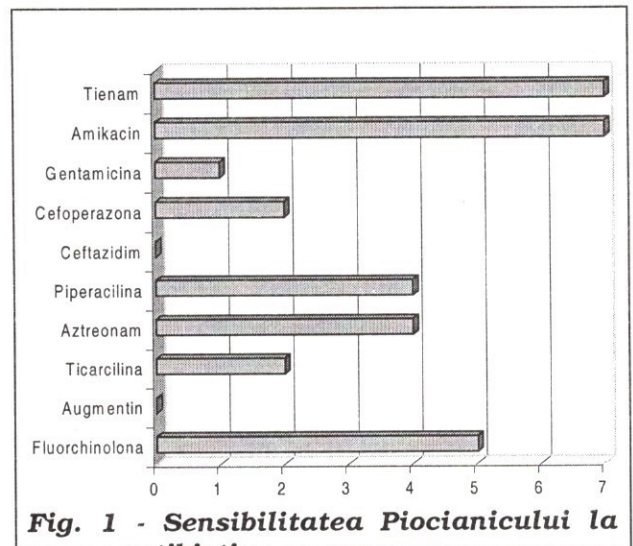 Tienam
Amikacin
Gentamicina
Cefoperazona
Ceftazidim
Piperacilina
Aztreonam
Ticarcilina
Augmentin
Fluorchinolona
0 1 2 3 4 5 6 7
Fig. 1 - Sensibilitatea Piocianicului la